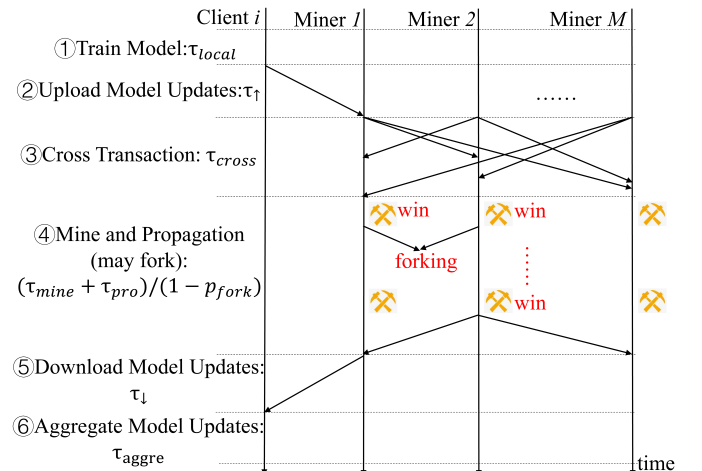 Client i Miner 1 Miner 2 Miner M
①Train Model:τlocal
②Upload Model Updates:τ↑
......
③Cross Transaction: τcross
win win
④Mine and Propagation
(may fork):
forking
(τmine + τpro)/(1 − pfork)
win
⑤Download Model Updates:
τ↓
⑥Aggregate Model Updates:
τaggre
time